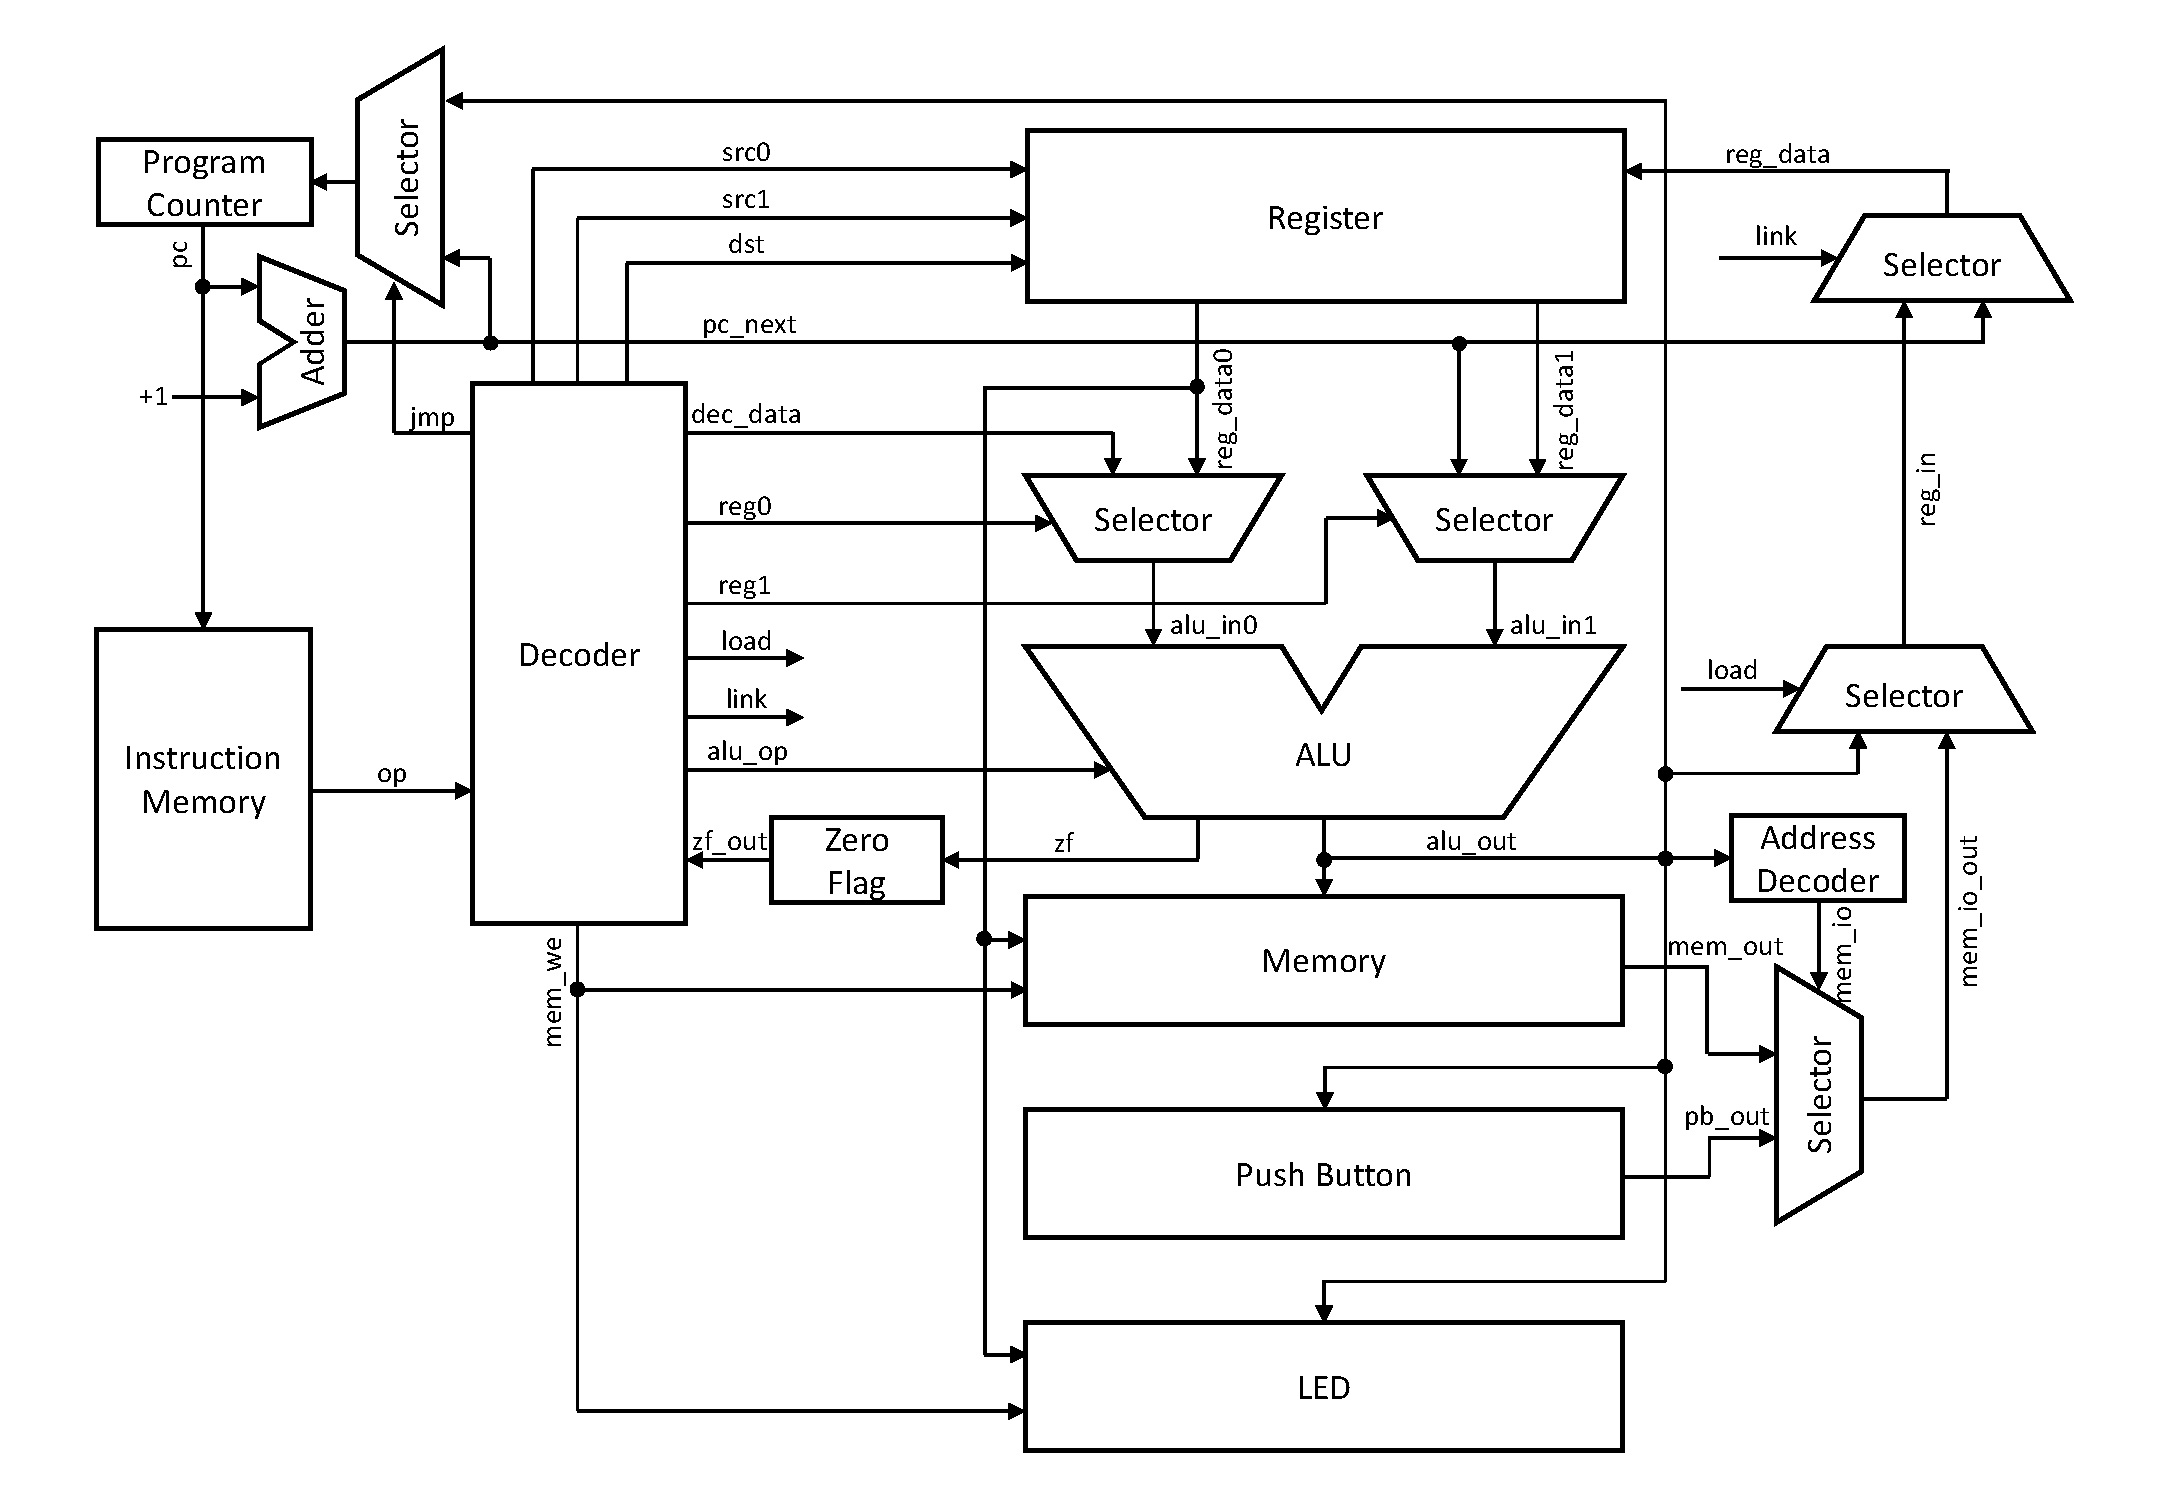 Selector
Program
Counter
src0
src1
dst
Register
reg_data
link
Selector
pc
Adder
+1
pc_next
jmp
dec_data
reg_data0
reg_data1
reg0
Selector
Selector
reg_in
reg1
alu_in0
alu_in1
Decoder
load
link
load
Selector
Instruction
Memory
op
alu_op
ALU
zf_out
Zero
Flag
zf
alu_out
Address
Decoder
mem_we
Memory
mem_out
mem_io
mem_io_out
Selector
pb_out
Push Button
LED